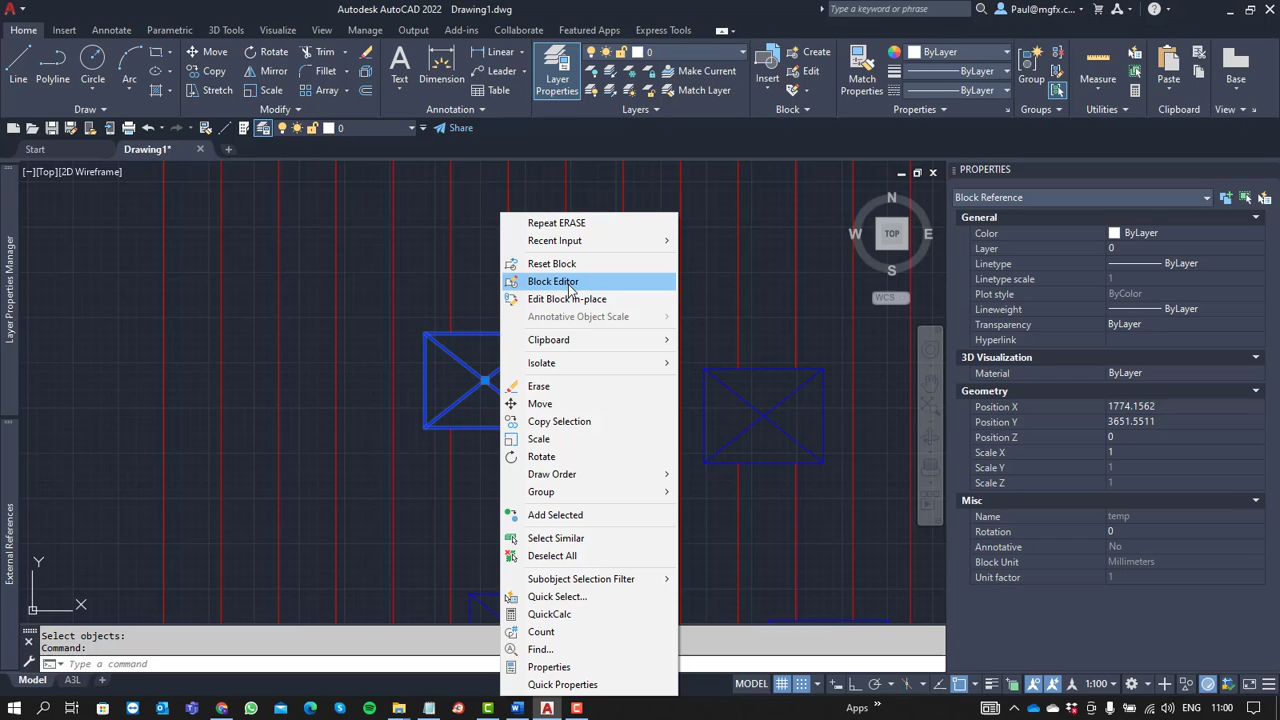 Autodesk AutoCAD 2022 Drawing1.dwg
Type a keyword or phrase
Paul@mgfx.c...
Home Insert Annotate Parametric 3D Tools Visualize View Manage Output Add-ins Collaborate Featured Apps Express Tools
Line Polyline Circle Arc
Move Rotate Trim
Copy Mirror Fillet
Stretch Scale Array
Text Dimension
Linear
Leader
Table
Layer Properties
0
Make Current
Match Layer
Insert
Create
Edit
Match Properties
ByLayer
ByLayer
ByLayer
Group
Measure
Paste
Base
Draw Modify Annotation Layers Block Properties Groups Utilities Clipboard View
0
Share
Start Drawing1*
[−][Top][2D Wireframe]
N
W TOP E
S
WCS
Layer Properties Manager
External References
Repeat ERASE
Recent Input
Reset Block
Block Editor
Edit Block In-place
Annotative Object Scale
Clipboard
Isolate
Erase
Move
Copy Selection
Scale
Rotate
Draw Order
Group
Add Selected
Select Similar
Deselect All
Subobject Selection Filter
Quick Select...
QuickCalc
Count
Find...
Properties
Quick Properties
PROPERTIES
Block Reference
General
Color ByLayer
Layer 0
Linetype ByLayer
Linetype scale 1
Plot style ByColor
Lineweight ByLayer
Transparency ByLayer
Hyperlink
3D Visualization
Material ByLayer
Geometry
Position X 1774.1562
Position Y 3651.5511
Position Z 0
Scale X 1
Scale Y 1
Scale Z 1
Misc
Name temp
Rotation 0
Annotative No
Block Unit Millimeters
Unit factor 1
Y
X
Select objects:
Command:
Type a command
Model A3L
MODEL 1:100
Apps ENG 11:00